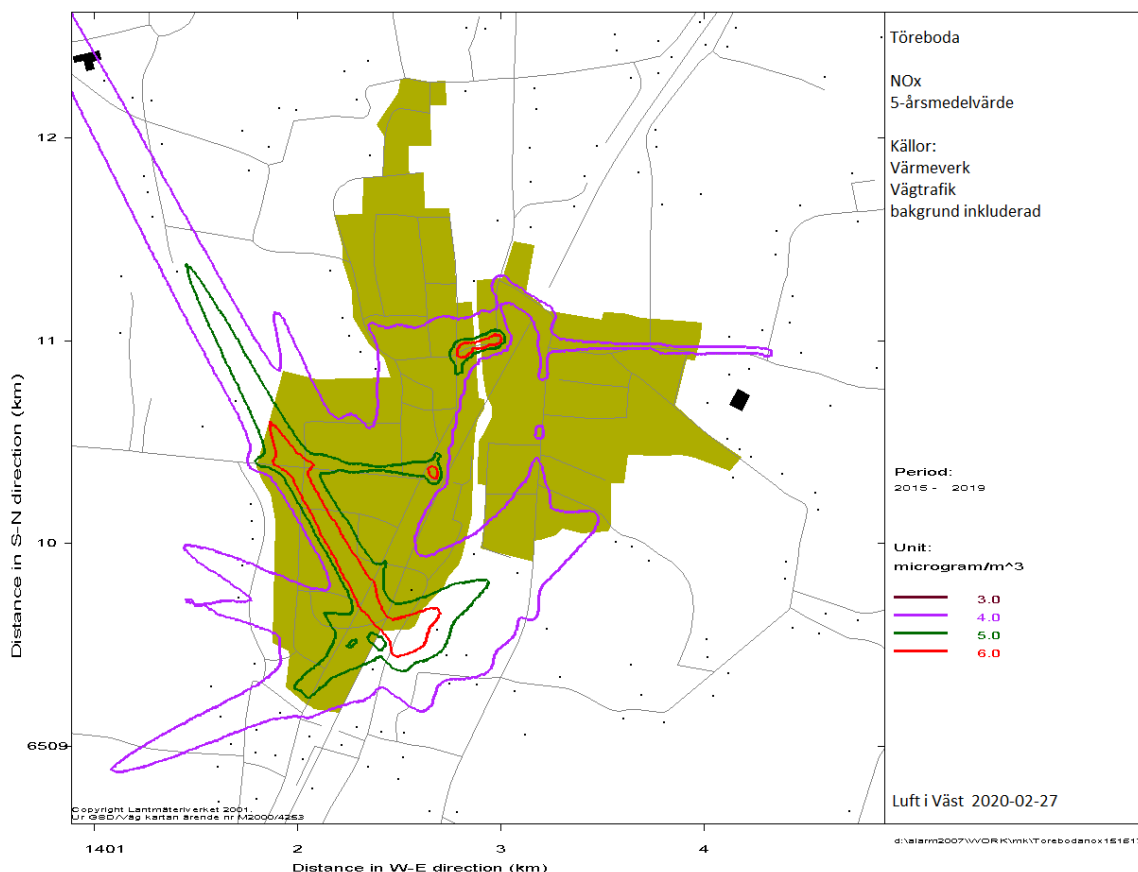 Töreboda
NOx
5-årsmedelvärde
Källor:
Värmeverk
Vägtrafik
bakgrund inkluderad
12
11
10
6509
Distance in S-N direction (km)
Period:
2015 - 2019
Unit:
microgram/m^3
3.0
4.0
5.0
6.0
Luft i Väst 2020-02-27
Copyright Lantmäteriverket 2001.
Ur GSD/Väg kartan ärende nr M2000/4253
1401 2 3 4
Distance in W-E direction (km)